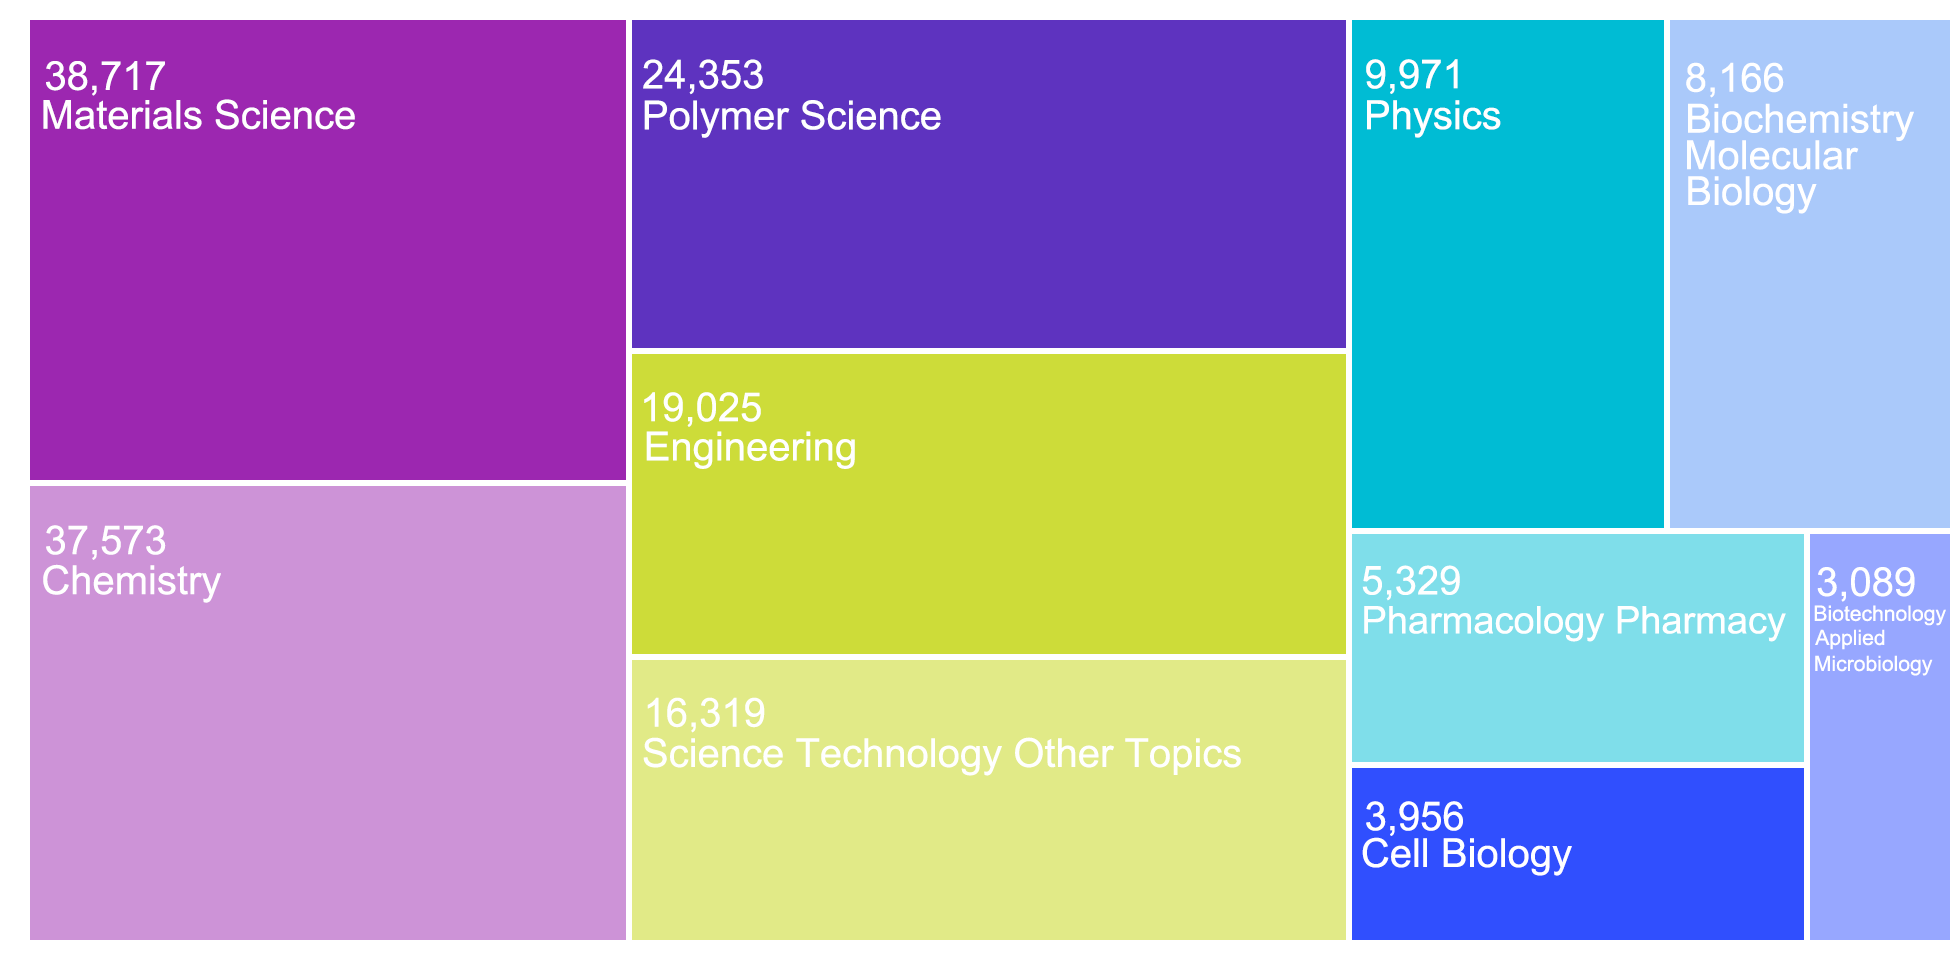 38,717
Materials Science
37,573
Chemistry
24,353
Polymer Science
19,025
Engineering
16,319
Science Technology Other Topics
9,971
Physics
8,166
Biochemistry
Molecular
Biology
5,329
Pharmacology Pharmacy
3,956
Cell Biology
3,089
Biotechnology
Applied
Microbiology